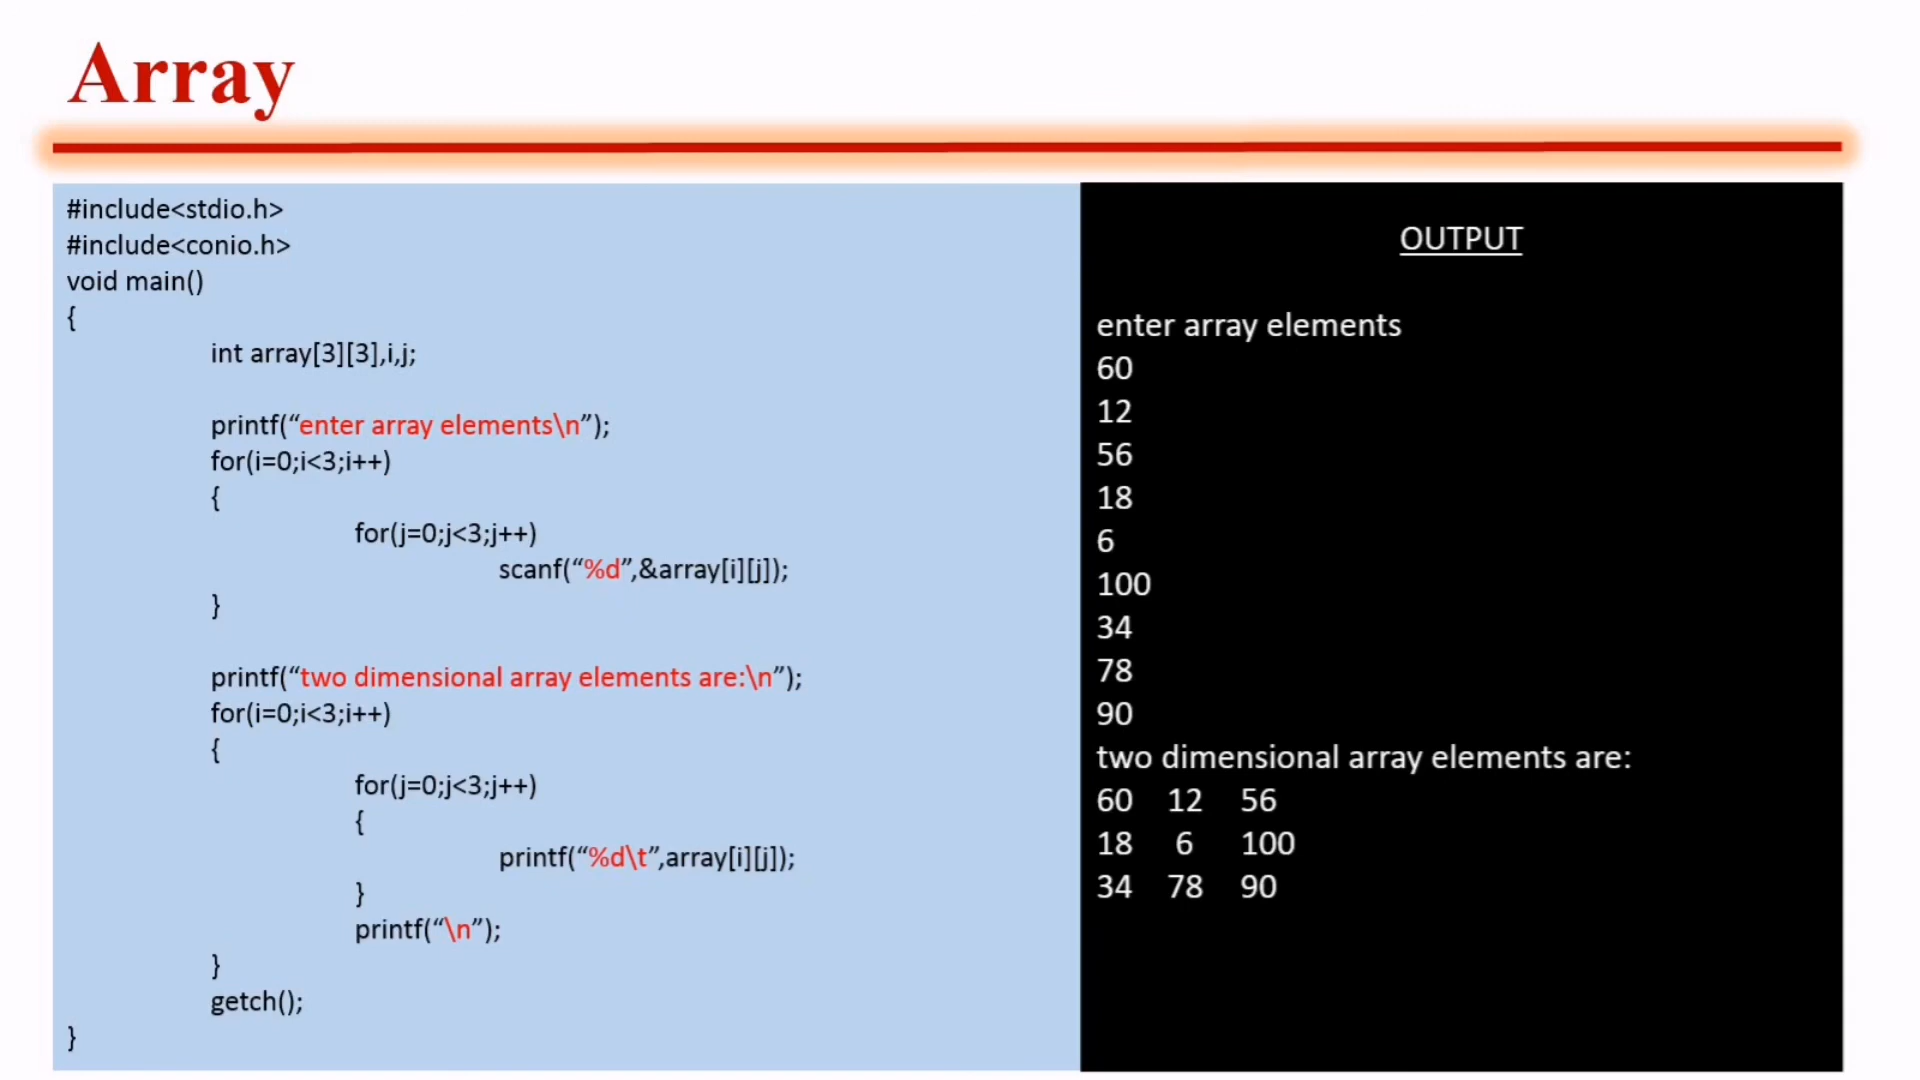 Array
#include<stdio.h>
#include<conio.h>
void main()
{
int array[3][3],i,j;
printf(“enter array elements\n”);
for(i=0;i<3;i++)
{
for(j=0;j<3;j++)
scanf(“%d”,&array[i][j]);
}
printf(“two dimensional array elements are:\n”);
for(i=0;i<3;i++)
{
for(j=0;j<3;j++)
{
printf(“%d\t”,array[i][j]);
}
printf(“\n”);
}
getch();
}
OUTPUT
enter array elements
60
12
56
18
6
100
34
78
90
two dimensional array elements are:
60 12 56
18 6 100
34 78 90